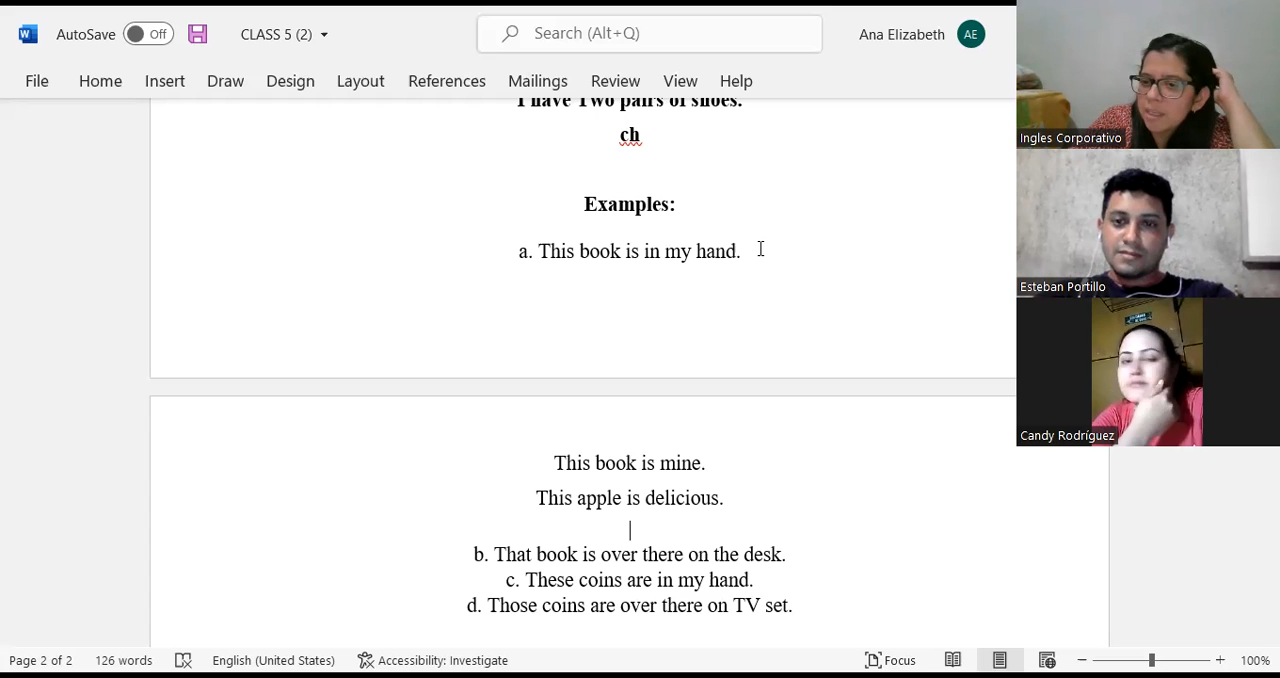 AutoSave Off CLASS 5 (2) Search (Alt+Q) Ana Elizabeth AE
File Home Insert Draw Design Layout References Mailings Review View Help
I have Two pairs of shoes.
ch
Examples:
a. This book is in my hand.
This book is mine.
This apple is delicious.
b. That book is over there on the desk.
c. These coins are in my hand.
d. Those coins are over there on TV set.
Page 2 of 2 126 words English (United States) Accessibility: Investigate Focus 100%
Ingles Corporativo
Esteban Portillo
Candy Rodríguez